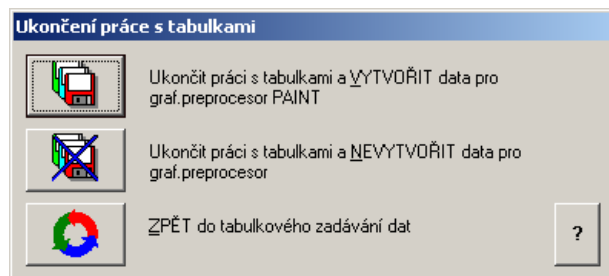 Ukončení práce s tabulkami
Ukončit práci s tabulkami a VYTVOŘIT data pro
graf.preprocesor PAINT
Ukončit práci s tabulkami a NEVYTVOŘIT data pro
graf.preprocesor
ZPĚT do tabulkového zadávání dat
?